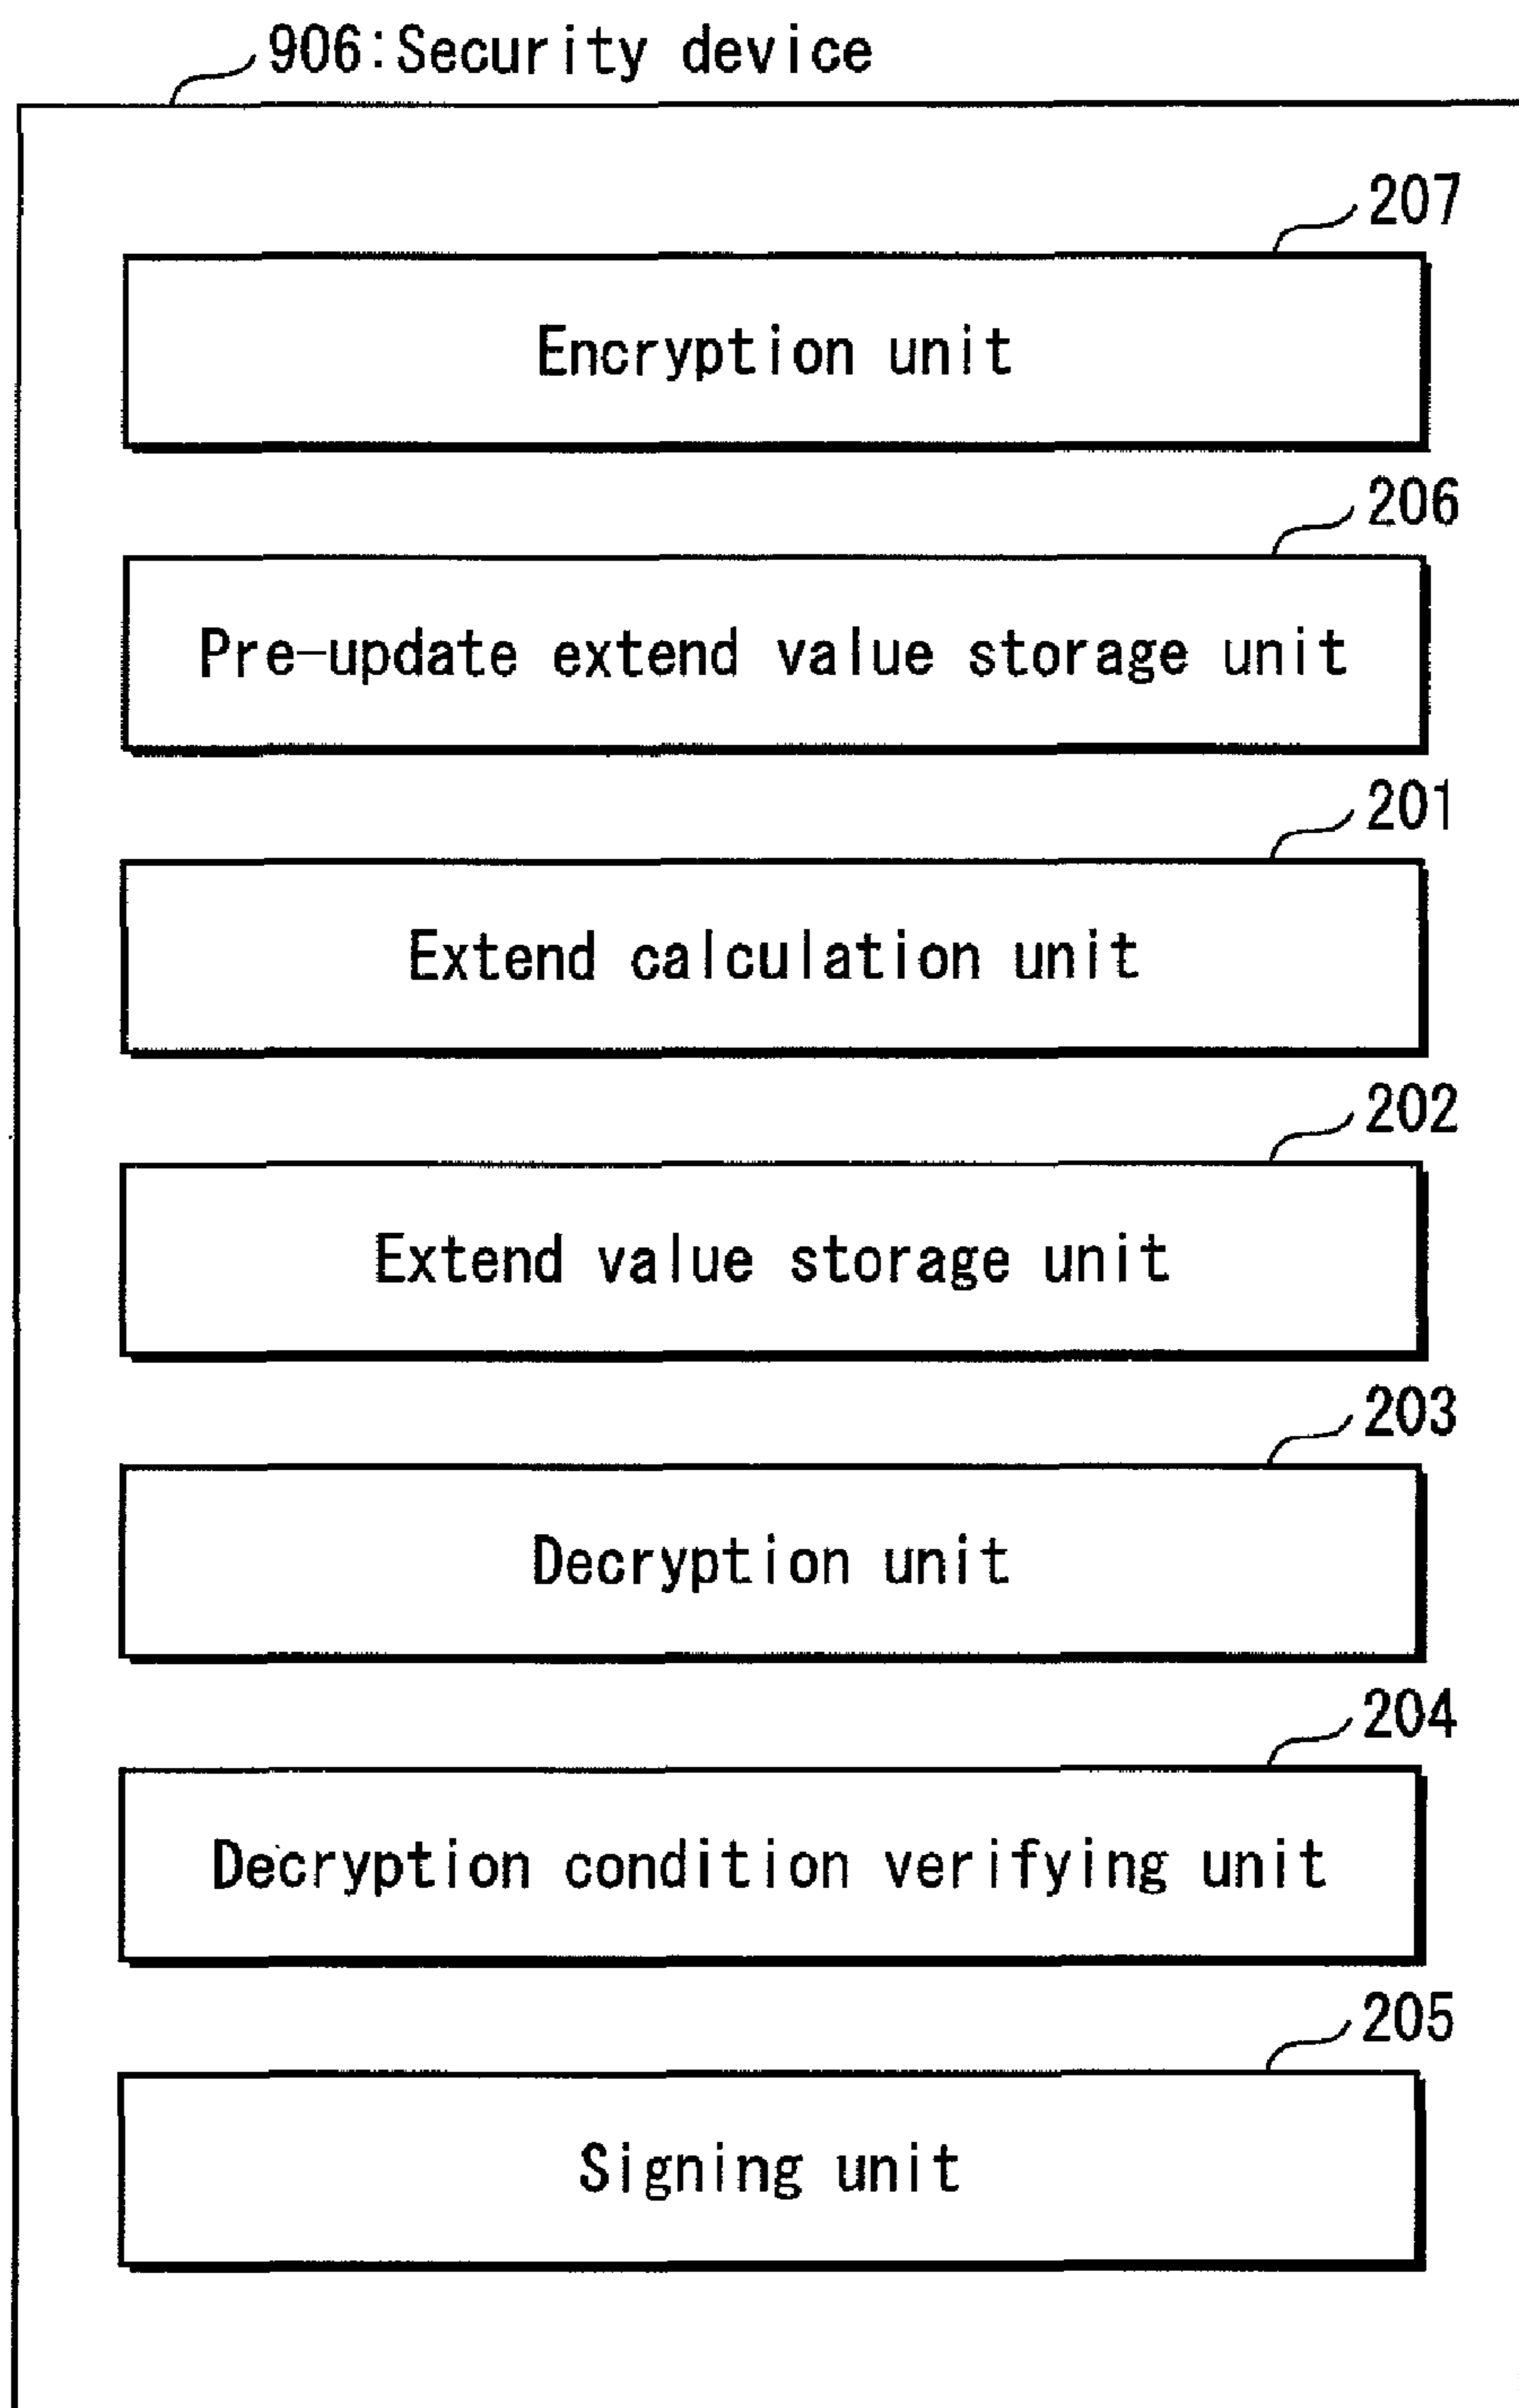 906:Security device
207
Encryption unit
206
Pre-update extend value storage unit
201
Extend calculation unit
202
Extend value storage unit
203
Decryption unit
204
Decryption condition verifying unit
205
Signing unit